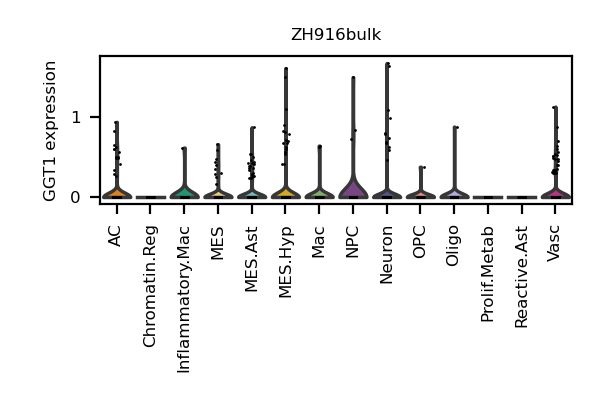 ZH916bulk
GGT1 expression
1
0
AC
Chromatin.Reg
Inflammatory.Mac
MES
MES.Ast
MES.Hyp
Mac
NPC
Neuron
OPC
Oligo
Prolif.Metab
Reactive.Ast
Vasc